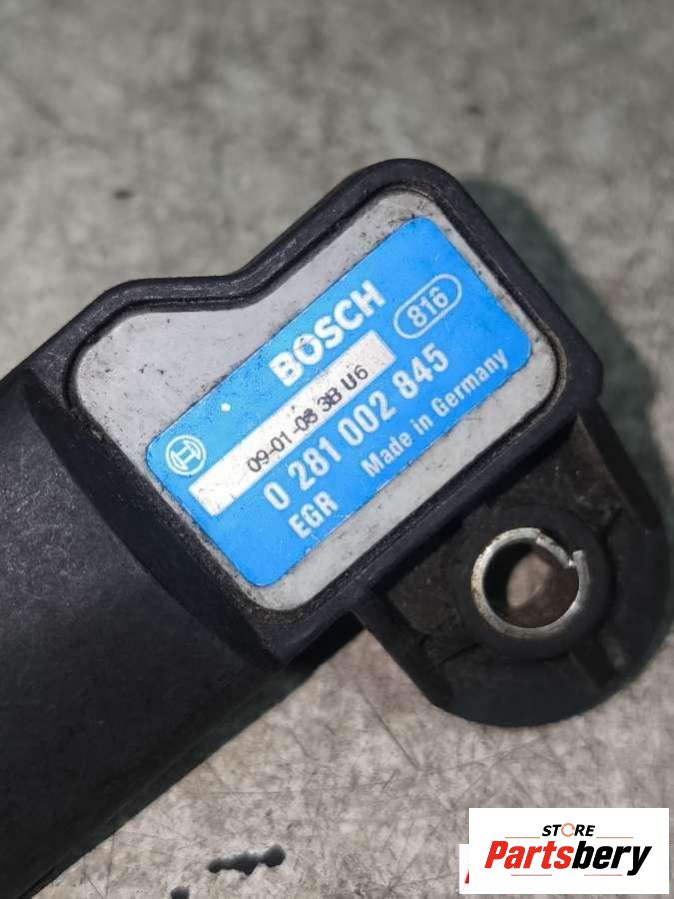 BOSCH
816
09-01-08 3B U6
0 281 002 845
EGR Made in Germany
STORE
Partsbery